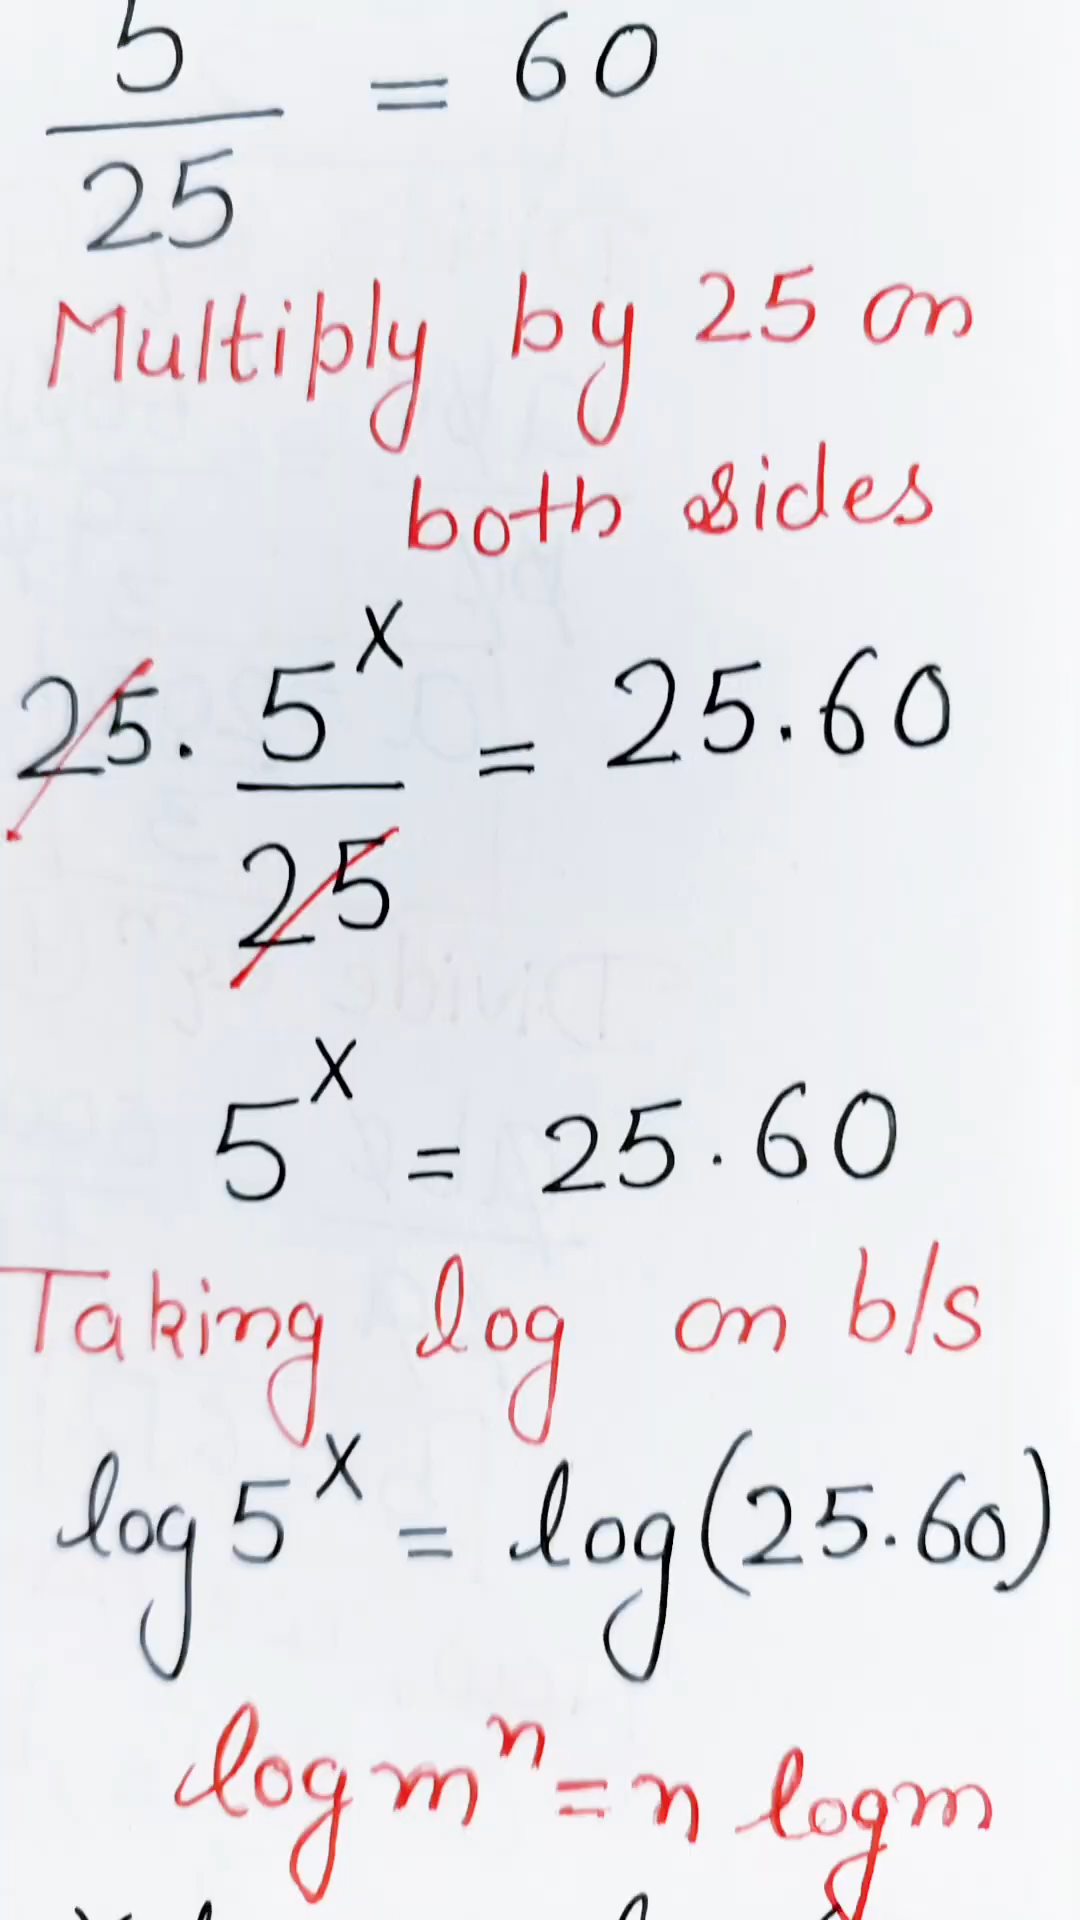 5
— = 60
25
Multiply by 25 on
both sides
25. 5^x/25 = 25.60
5^x = 25.60
Taking log on b/s
log 5^x = log(25.60)
log m^n = n log m